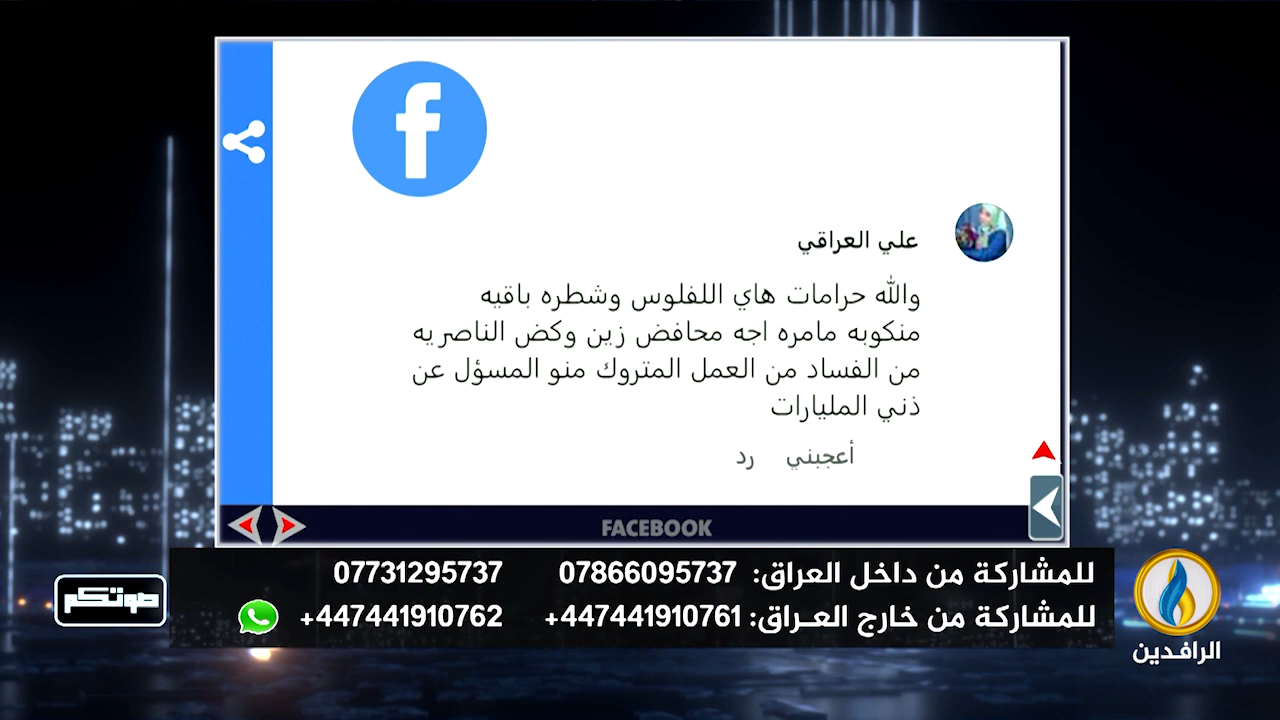 علي العراقي
والله حرامات هاي اللفلوس وشطره باقيه
منكوبه مامره اجه محافض زين وكض الناصريه
من الفساد من العمل المتروك منو المسؤل عن
ذني المليارات
أعجبني رد
FACEBOOK
للمشاركة من داخل العراق: 07866095737 07731295737
للمشاركة من خارج العـراق: 447441910761+ 447441910762+
صوتكم
الرافدين